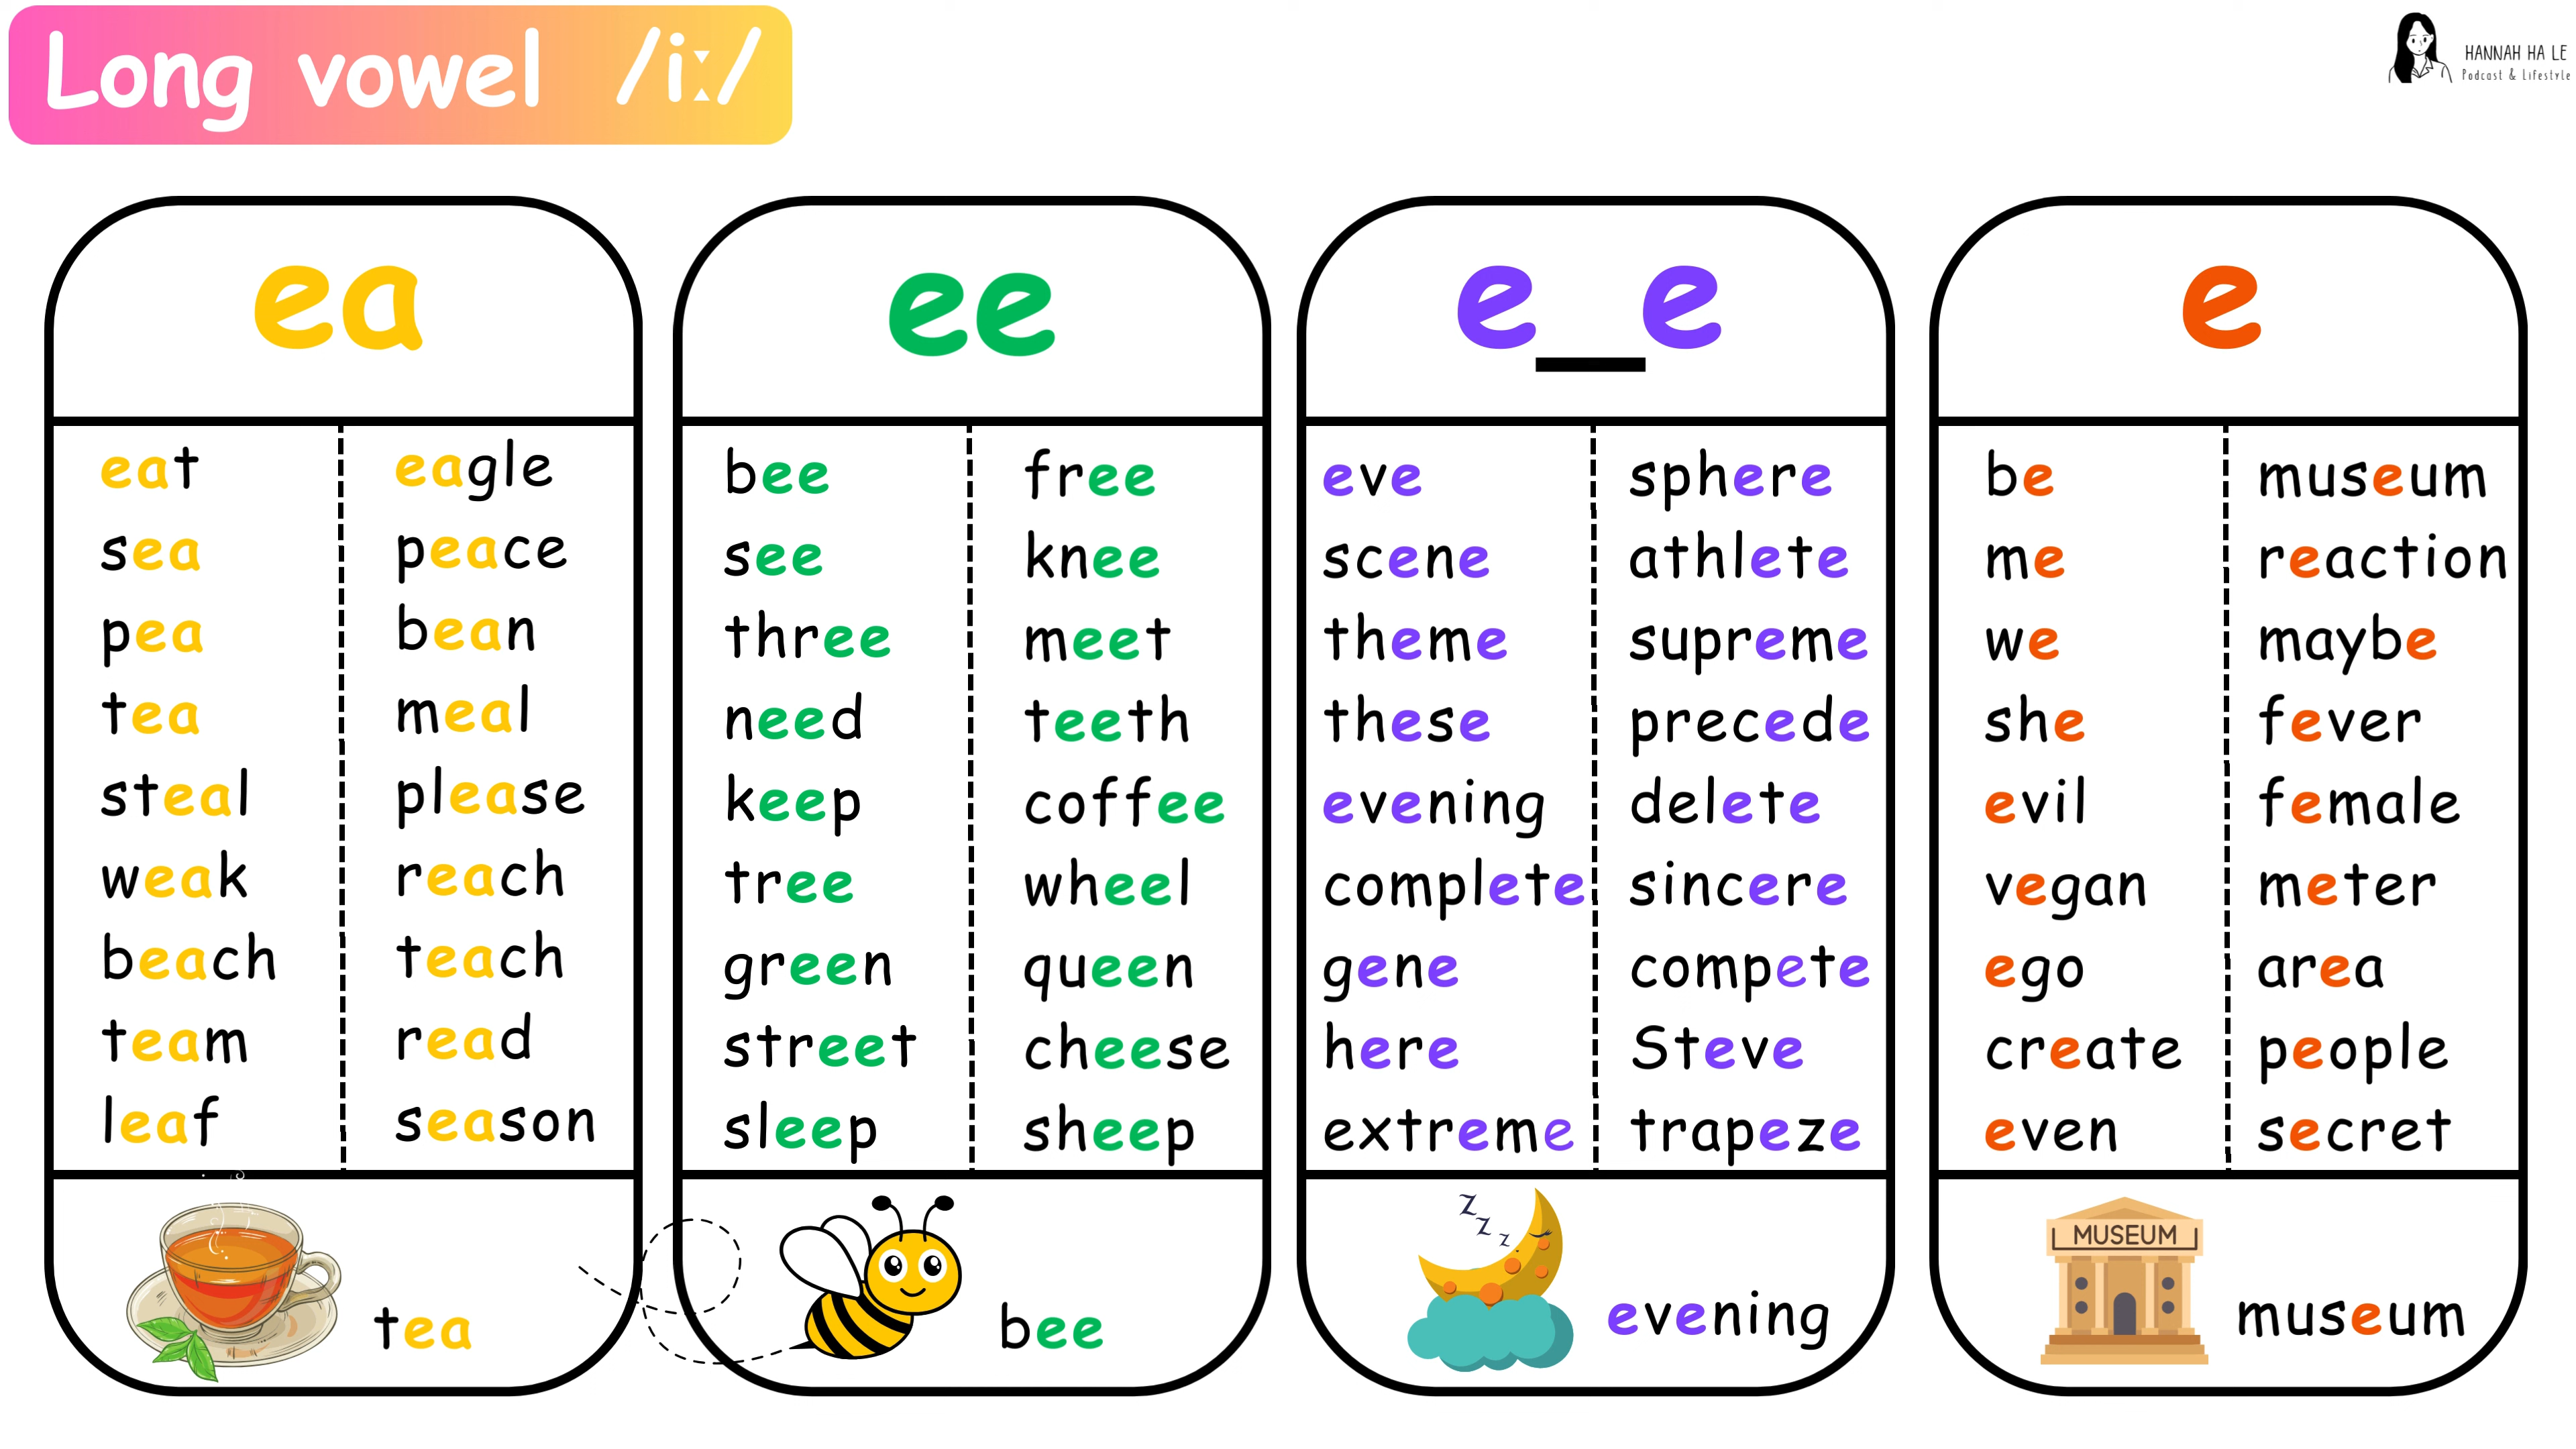 Long vowel /iː/
HANNAH HA LE
Podcast & Lifestyle
ea
eat
sea
pea
tea
steal
weak
beach
team
leaf
eagle
peace
bean
meal
please
reach
teach
read
season
tea
ee
bee
see
three
need
keep
tree
green
street
sleep
free
knee
meet
teeth
coffee
wheel
queen
cheese
sheep
bee
e_e
eve
scene
theme
these
evening
complete
gene
here
extreme
sphere
athlete
supreme
precede
delete
sincere
compete
Steve
trapeze
Z
Z
Z
evening
e
be
me
we
she
evil
vegan
ego
create
even
museum
reaction
maybe
fever
female
meter
area
people
secret
MUSEUM
museum